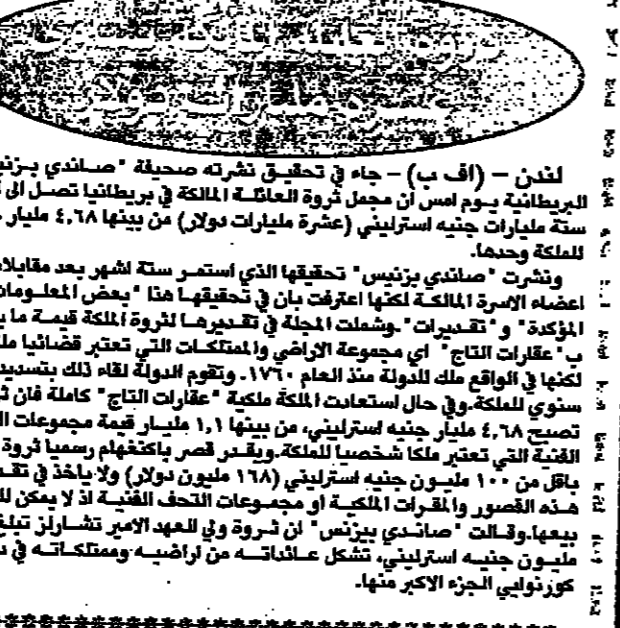 لندن – (اف ب) – جاء في تحقيق نشرته صحيفة "صاندي بزنيس
البريطانية يوم امس ان مجمل ثروة العائلة المالكة في بريطانيا تصل الى
ستة مليارات جنيه استرليني (عشرة مليارات دولار) من بينها ٤,٦٨ مليار
للملكة وحدها.
ونشرت "صاندي بزنيس" تحقيقها الذي استمر ستة اشهر بعد مقابلات
اعضاء الاسرة المالكة لكنها اعترفت بان في تحقيقها هذا "بعض المعلومات
المؤكدة" و"تقديرات".وشملت المجلة في تقديرها لثروة الملكة قيمة ما
ب"عقارات التاج" اي مجموعة الاراضي والممتلكات التي تعتبر قضائيا
لكنها في الواقع ملك للدولة منذ العام ١٧٦٠. وتقوم الدولة لقاء ذلك بتسديد
سنوي للملكة.وفي حال استعادت الملكة ملكية "عقارات التاج" كاملة فان
تصبح ٤,٦٨ مليار جنيه استرليني، من بينها ١,١ مليار قيمة مجموعات
الفنية التي تعتبر ملكا شخصيا للملكة.ويقدر قصر باكنغهام رسميا ثروة
باقل من ١٠٠ مليون جنيه استرليني (١٦٨ مليون دولار) ولا ياخذ في
هذه القصور والمقرات الملكية او مجموعات التحف الفنية اذ لا يمكن
بيعها.وقالت "صاندي بيزنس" ان ثروة ولي العهد الامير تشارلز تبلغ
مليون جنيه استرليني، تشكل عائداته من اراضيه وممتلكاته في
كورنوايي الجزء الاكبر منها.